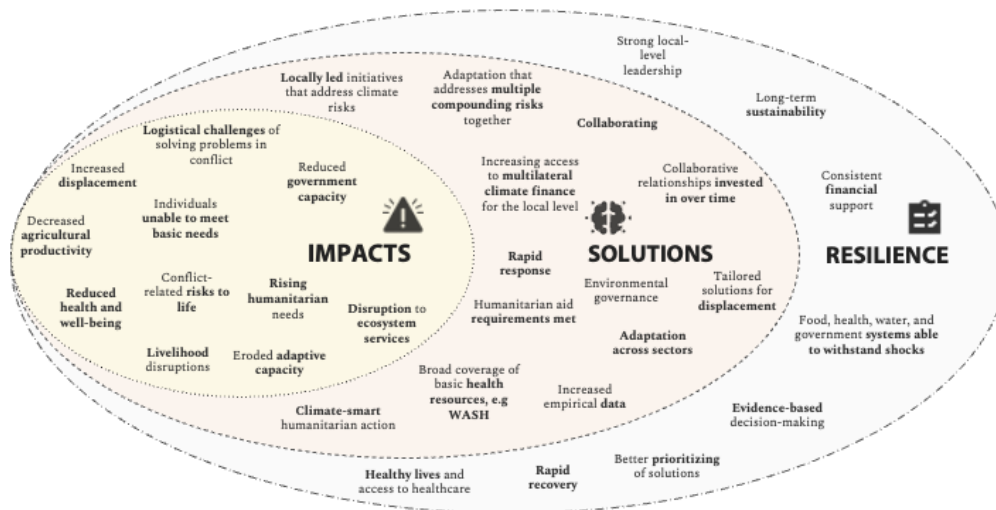 Strong local-
level
leadership
Locally led initiatives
that address climate
risks
Adaptation that
addresses multiple
compounding risks
together
Collaborating
Long-term
sustainability
Logistical challenges of
solving problems in
conflict
Increased
displacement
Reduced
government
capacity
Increasing access
to multilateral
climate finance
for the local level
Collaborative
relationships invested
in over time
Consistent
financial
support
Decreased
agricultural
productivity
Individuals
unable to meet
basic needs
IMPACTS
SOLUTIONS
RESILIENCE
Rapid
response
Reduced
health and
well-being
Conflict-
related risks to
life
Rising
humanitarian
needs
Disruption to
ecosystem
services
Humanitarian aid
requirements met
Environmental
governance
Tailored
solutions for
displacement
Food, health, water, and
government systems able
to withstand shocks
Livelihood
disruptions
Eroded adaptive
capacity
Adaptation
across sectors
Broad coverage of
basic health
resources, e.g
WASH
Increased
empirical data
Climate-smart
humanitarian action
Evidence-based
decision-making
Healthy lives and
access to healthcare
Rapid
recovery
Better prioritizing
of solutions